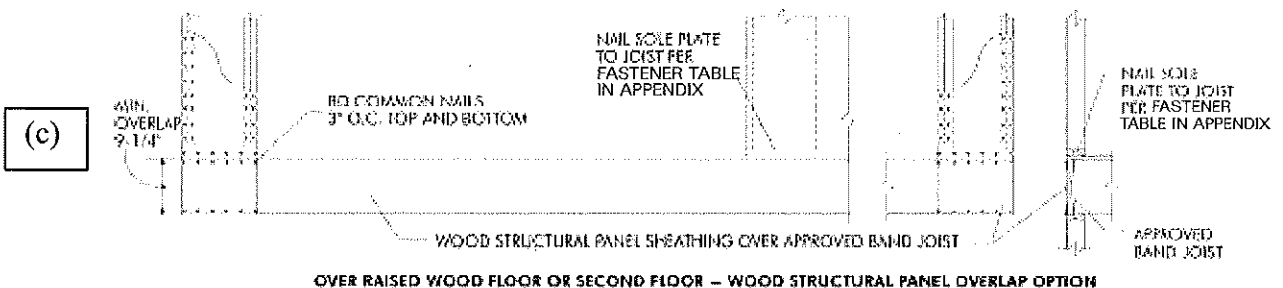 (c)
MIN.
OVERLAP
9-1/4"
8D COMMON NAILS
3" O.C. TOP AND BOTTOM
NAIL SOLE PLATE
TO JOIST PER
FASTENER TABLE
IN APPENDIX
NAIL SOLE
PLATE TO JOIST
PER FASTENER
TABLE IN APPENDIX
WOOD STRUCTURAL PANEL SHEATHING OVER APPROVED BAND JOIST
APPROVED
BAND JOIST
OVER RAISED WOOD FLOOR OR SECOND FLOOR – WOOD STRUCTURAL PANEL OVERLAP OPTION